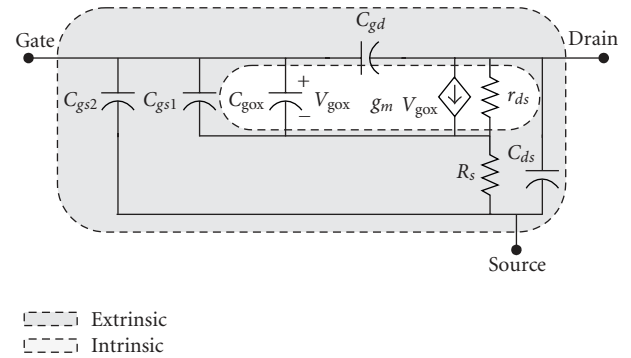 C_gd
Gate
Drain
C_gs2
C_gs1
C_gox
+
V_gox
−
g_m V_gox
r_ds
R_s
C_ds
Source
Extrinsic
Intrinsic